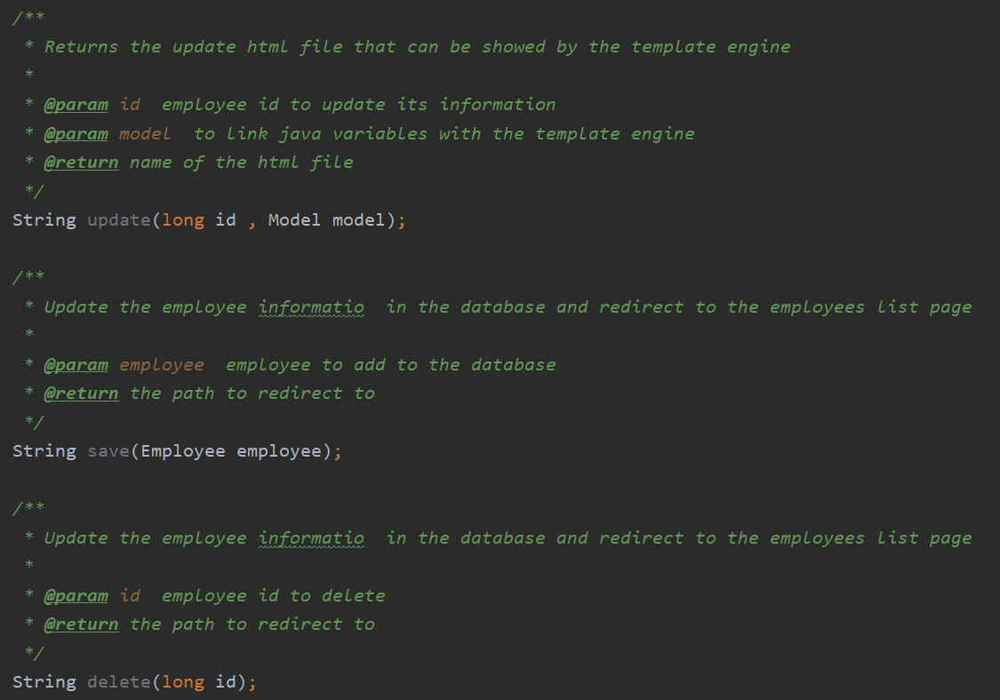 /**
 * Returns the update html file that can be showed by the template engine
 *
 * @param id  employee id to update its information
 * @param model  to link java variables with the template engine
 * @return name of the html file
 */
String update(long id , Model model);
/**
 * Update the employee informatio  in the database and redirect to the employees list page
 *
 * @param employee  employee to add to the database
 * @return the path to redirect to
 */
String save(Employee employee);
/**
 * Update the employee informatio  in the database and redirect to the employees list page
 *
 * @param id  employee id to delete
 * @return the path to redirect to
 */
String delete(long id);